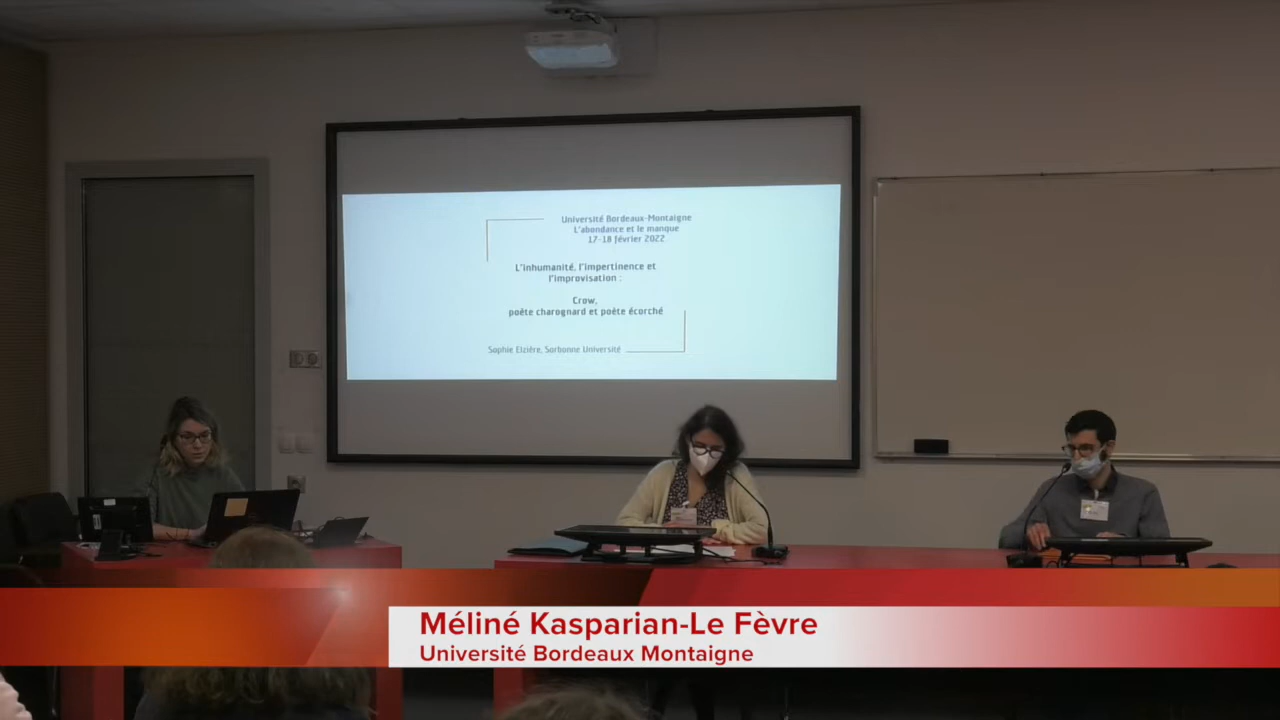 Université Bordeaux-Montaigne
L'abondance et le manque
17-18 février 2022
L'inhumanité, l'impertinence et
l'improvisation :
Crow,
poète charognard et poète écorché
Sophie Elzière, Sorbonne Université
Méliné Kasparian-Le Fèvre
Université Bordeaux Montaigne